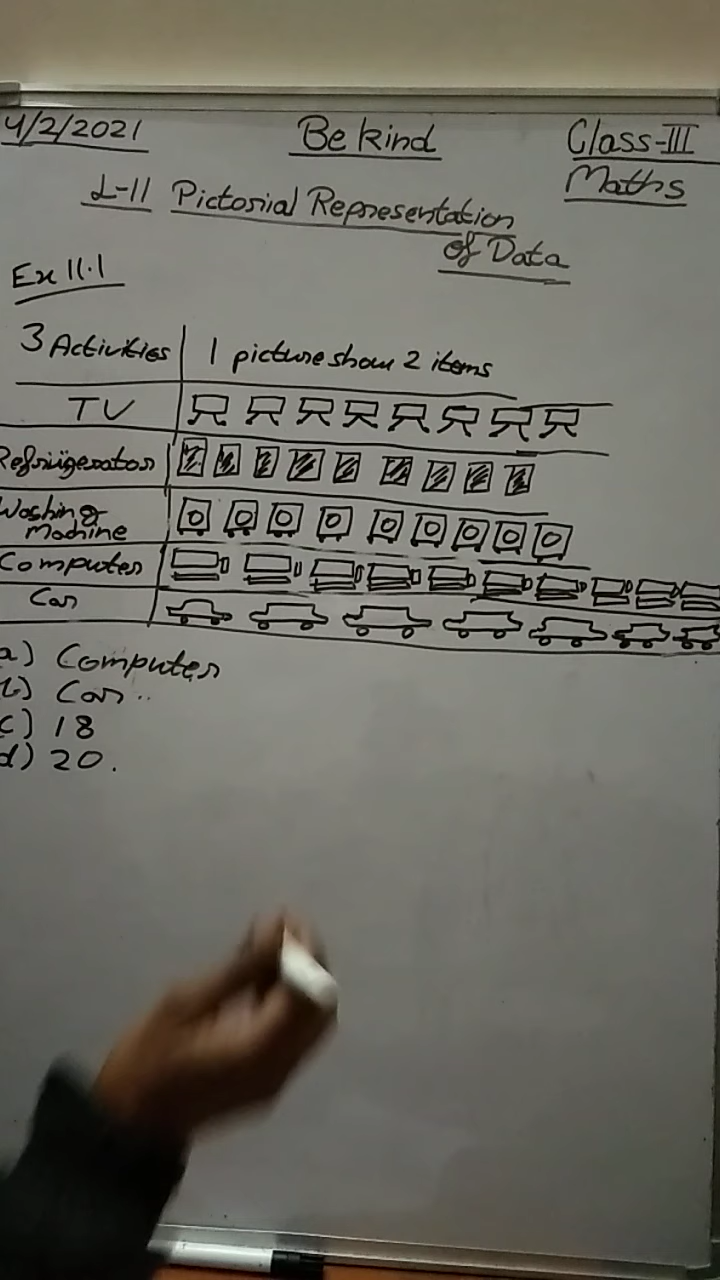 4/2/2021 Be kind Class-III
Maths
L-11 Pictorial Representation
of Data
Ex 11.1
3 Activities 1 picture show 2 items
TV
Refrigerator
Washing
Machine
Computer
Car
a) Computer
b) Car..
c) 18
d) 20.